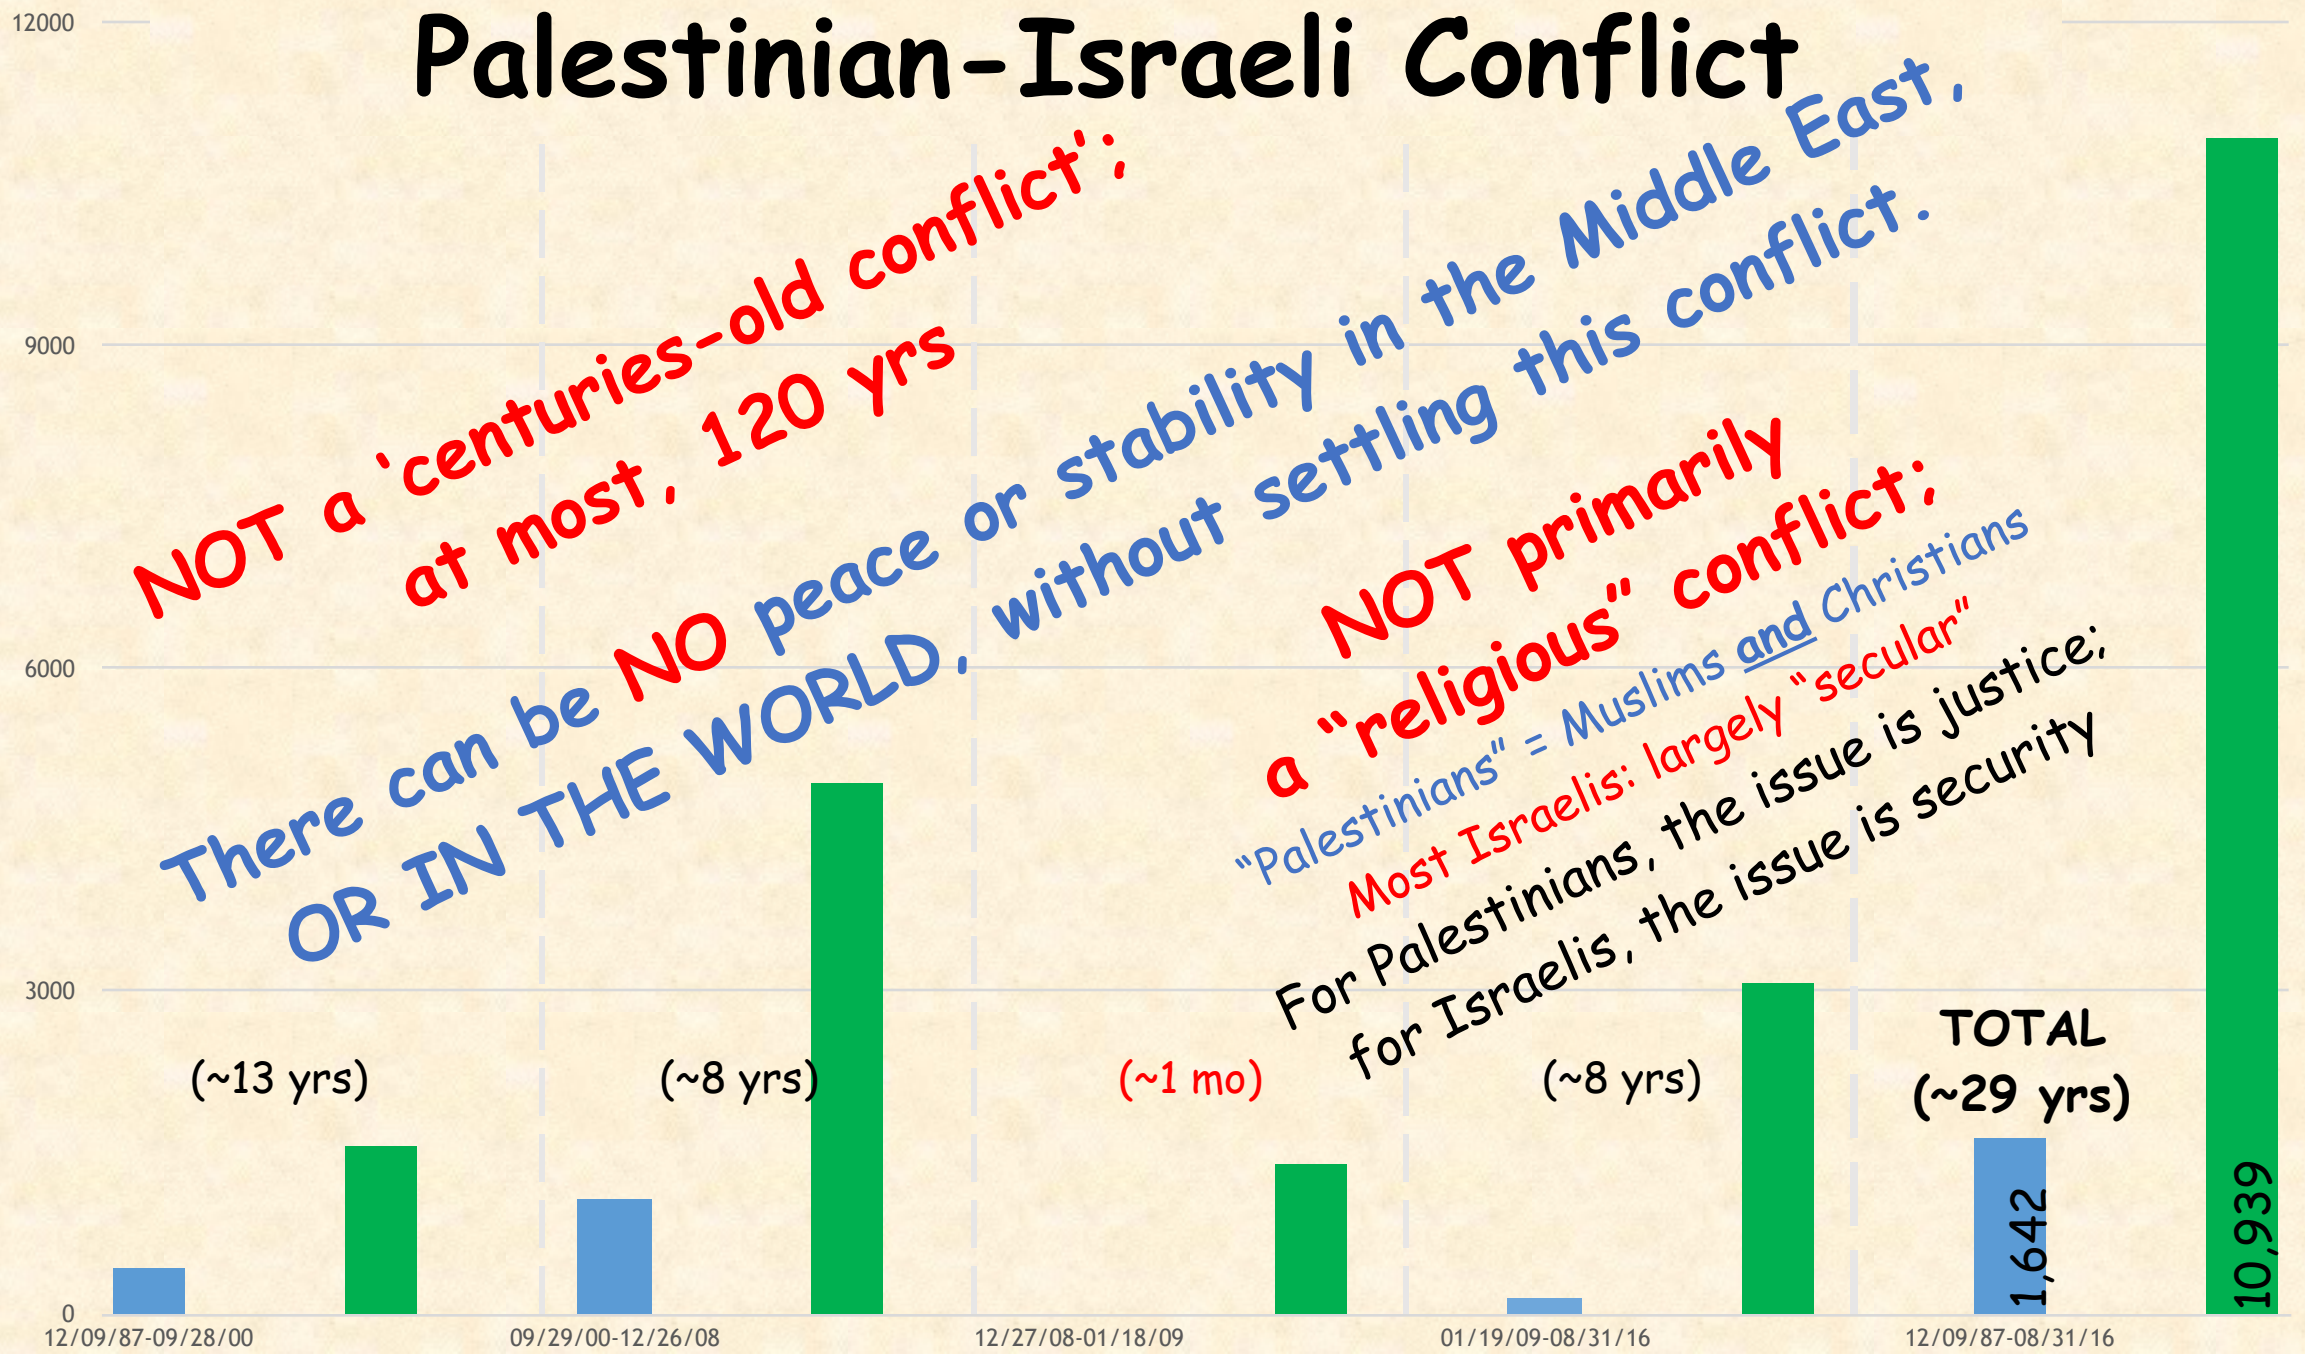 Palestinian-Israeli Conflict
12000
9000
6000
3000
0
NOT a ‘centuries-old conflict’;
at most, 120 yrs
There can be NO peace or stability in the Middle East,
OR IN THE WORLD, without settling this conflict.
NOT primarily
a “religious” conflict;
“Palestinians” = Muslims and Christians
Most Israelis: largely “secular”
For Palestinians, the issue is justice;
for Israelis, the issue is security
(~13 yrs)
(~8 yrs)
(~1 mo)
(~8 yrs)
TOTAL
(~29 yrs)
1,642
10,939
12/09/87-09/28/00
09/29/00-12/26/08
12/27/08-01/18/09
01/19/09-08/31/16
12/09/87-08/31/16